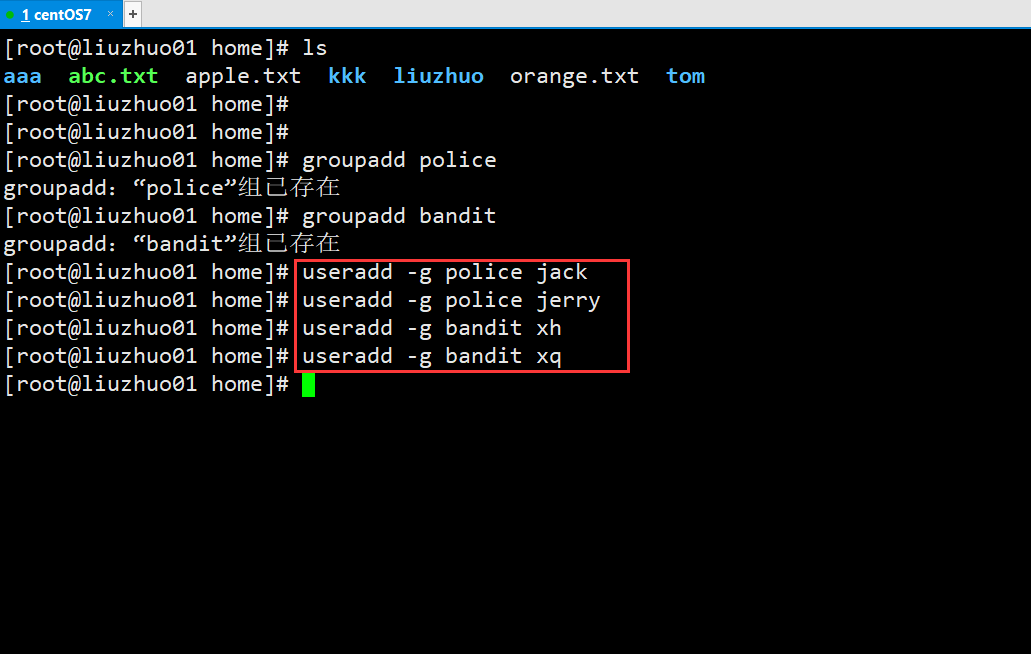 1 centOS7 × +
[root@liuzhuo01 home]# ls
aaa abc.txt apple.txt kkk liuzhuo orange.txt tom
[root@liuzhuo01 home]#
[root@liuzhuo01 home]#
[root@liuzhuo01 home]# groupadd police
groupadd：“police”组已存在
[root@liuzhuo01 home]# groupadd bandit
groupadd：“bandit”组已存在
[root@liuzhuo01 home]# useradd -g police jack
[root@liuzhuo01 home]# useradd -g police jerry
[root@liuzhuo01 home]# useradd -g bandit xh
[root@liuzhuo01 home]# useradd -g bandit xq
[root@liuzhuo01 home]#